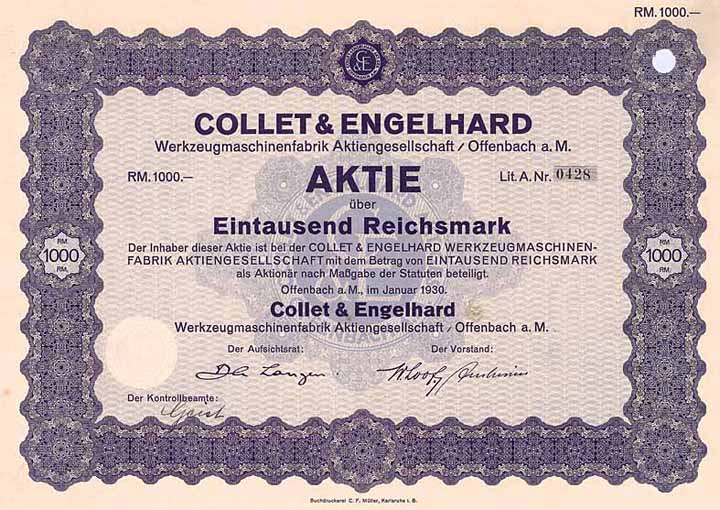 RM. 1000.—
COLLET & ENGELHARD
Werkzeugmaschinenfabrik Aktiengesellschaft / Offenbach a. M.
RM. 1000.—
AKTIE
Lit. A. Nr. 0428
über
Eintausend Reichsmark
Der Inhaber dieser Aktie ist bei der COLLET & ENGELHARD WERKZEUGMASCHINEN-
FABRIK AKTIENGESELLSCHAFT mit dem Betrag von EINTAUSEND REICHSMARK
als Aktionär nach Maßgabe der Statuten beteiligt.
Offenbach a. M., im Januar 1930.
Collet & Engelhard
Werkzeugmaschinenfabrik Aktiengesellschaft / Offenbach a. M.
Der Aufsichtsrat:
Der Vorstand:
Der Kontrollbeamte:
RM.
1000
RM.
RM.
1000
RM.
Buchdruckerei C. F. Müller, Karlsruhe i. B.